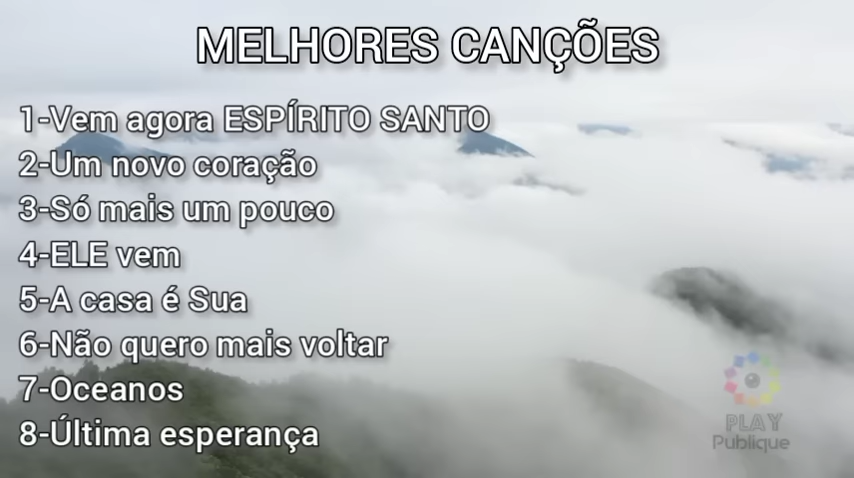 MELHORES CANÇÕES
1-Vem agora ESPÍRITO SANTO
2-Um novo coração
3-Só mais um pouco
4-ELE vem
5-A casa é Sua
6-Não quero mais voltar
7-Oceanos
8-Última esperança
PLAY
Publique